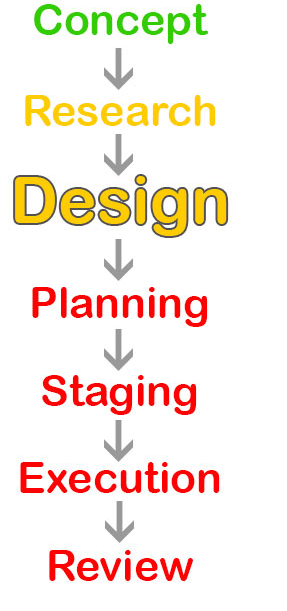 Concept
Research
Design
Planning
Staging
Execution
Review